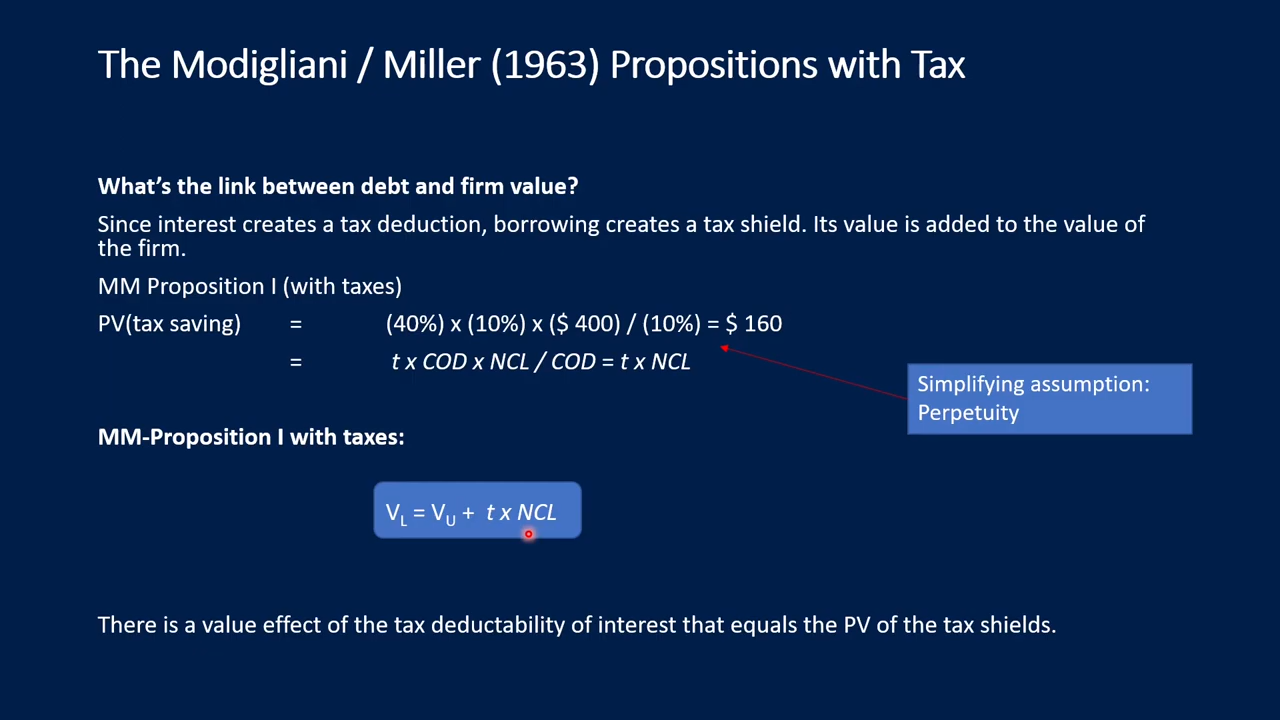 The Modigliani / Miller (1963) Propositions with Tax
What’s the link between debt and firm value?
Since interest creates a tax deduction, borrowing creates a tax shield. Its value is added to the value of
the firm.
MM Proposition I (with taxes)
PV(tax saving) = (40%) x (10%) x ($ 400) / (10%) = $ 160
= t x COD x NCL / COD = t x NCL
Simplifying assumption:
Perpetuity
MM-Proposition I with taxes:
VL = VU + t x NCL
There is a value effect of the tax deductability of interest that equals the PV of the tax shields.